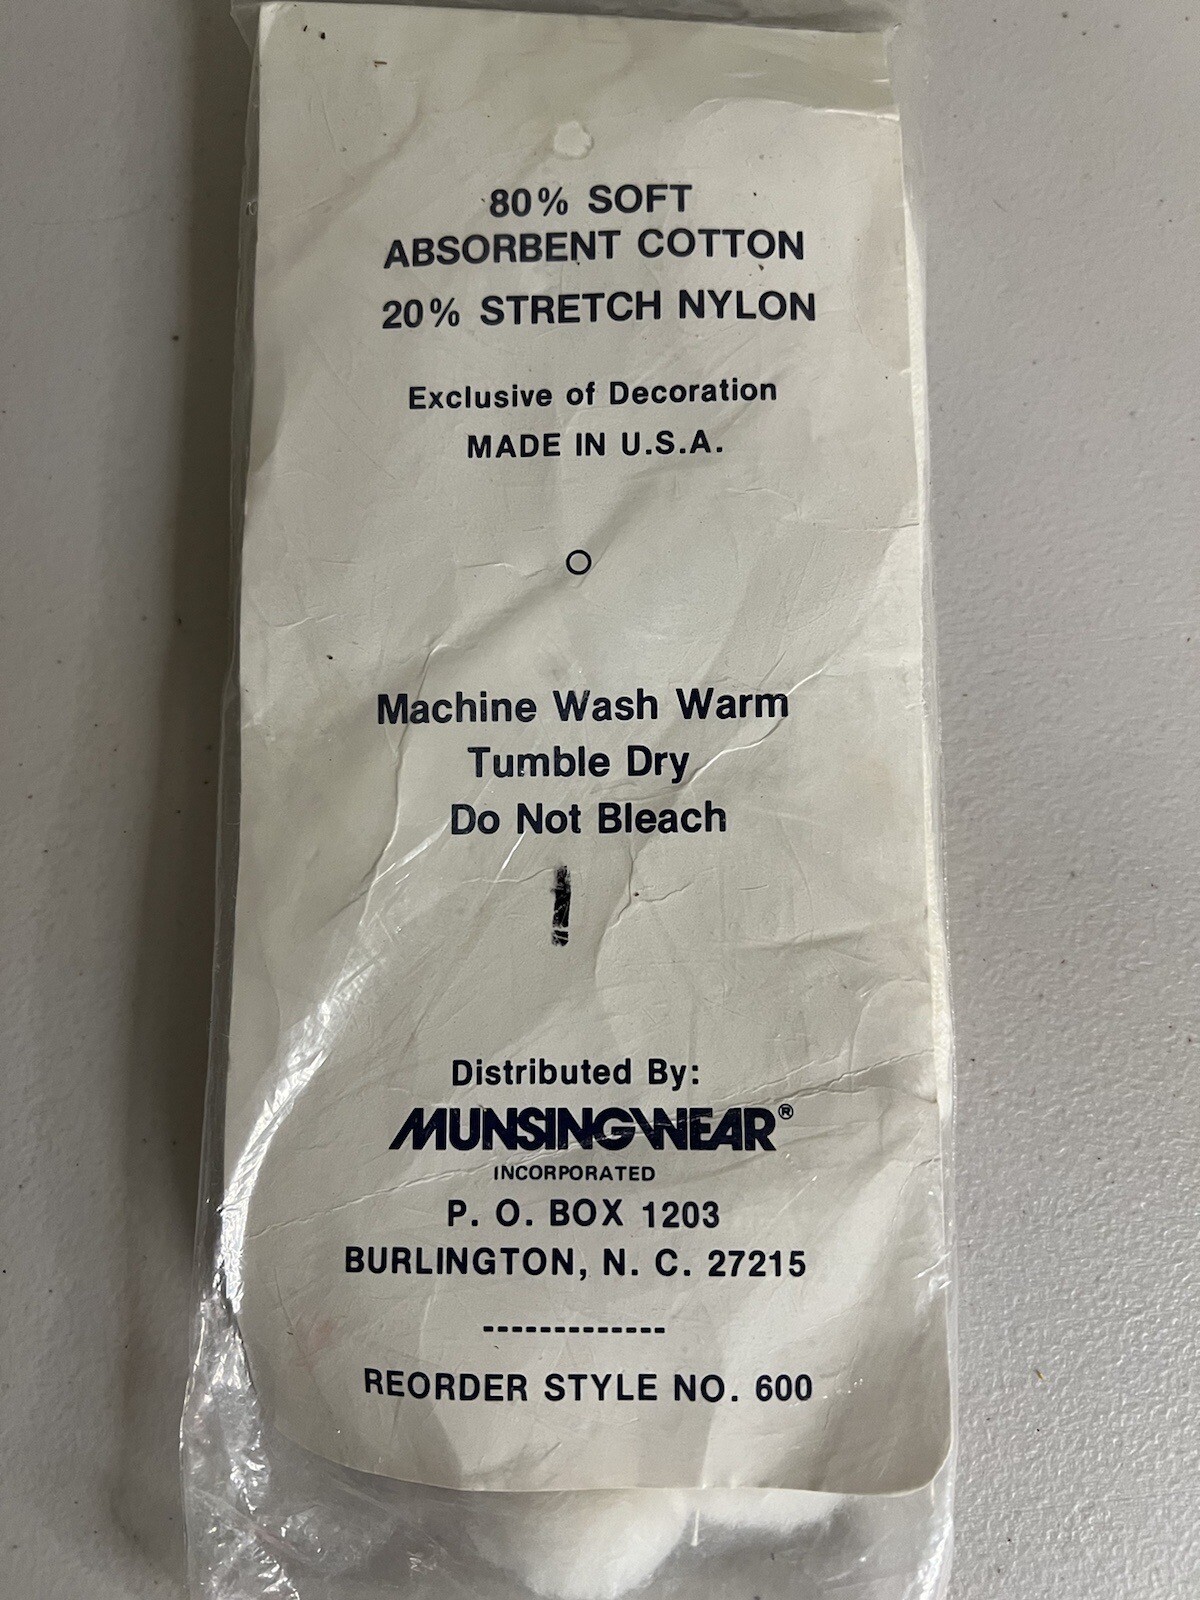 80% SOFT
ABSORBENT COTTON
20% STRETCH NYLON
Exclusive of Decoration
MADE IN U.S.A.
Machine Wash Warm
Tumble Dry
Do Not Bleach
Distributed By:
MUNSINGWEAR®
INCORPORATED
P. O. BOX 1203
BURLINGTON, N. C. 27215
-------------
REORDER STYLE NO. 600